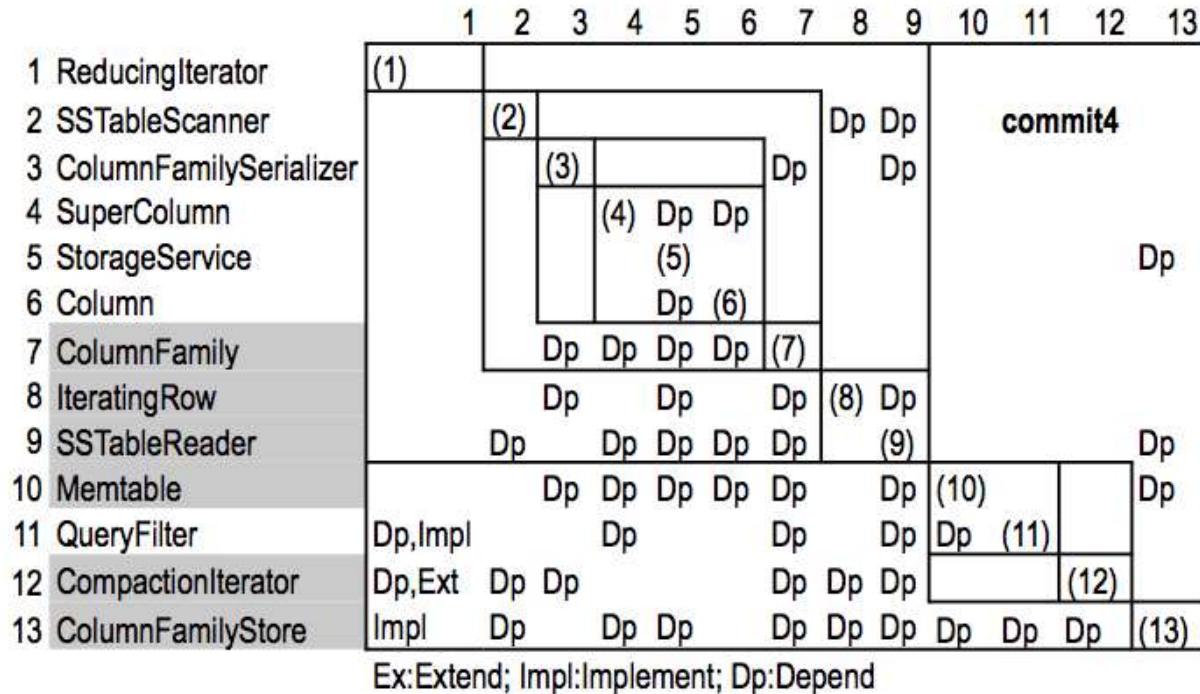 1 2 3 4 5 6 7 8 9 10 11 12 13
1 ReducingIterator (1)
2 SSTableScanner (2) Dp Dp commit4
3 ColumnFamilySerializer (3) Dp Dp
4 SuperColumn (4) Dp Dp
5 StorageService (5) Dp
6 Column Dp (6)
7 ColumnFamily Dp Dp Dp Dp (7)
8 IteratingRow Dp Dp Dp (8) Dp
9 SSTableReader Dp Dp Dp Dp Dp (9) Dp
10 Memtable Dp Dp Dp Dp Dp Dp (10) Dp
11 QueryFilter Dp,Impl Dp Dp Dp Dp (11)
12 CompactionIterator Dp,Ext Dp Dp Dp Dp Dp (12)
13 ColumnFamilyStore Impl Dp Dp Dp Dp Dp Dp Dp Dp Dp (13)
Ex:Extend; Impl:Implement; Dp:Depend